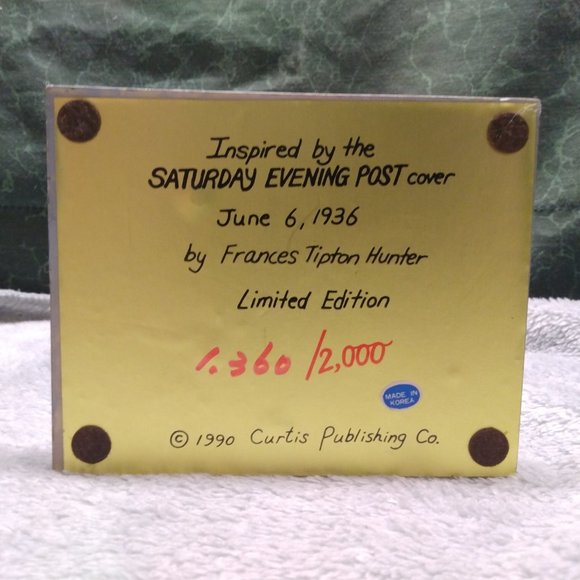 Inspired by the
SATURDAY EVENING POST cover
June 6, 1936
by Frances Tipton Hunter
Limited Edition
1.360 /2,000
MADE IN
KOREA
© 1990 Curtis Publishing Co.